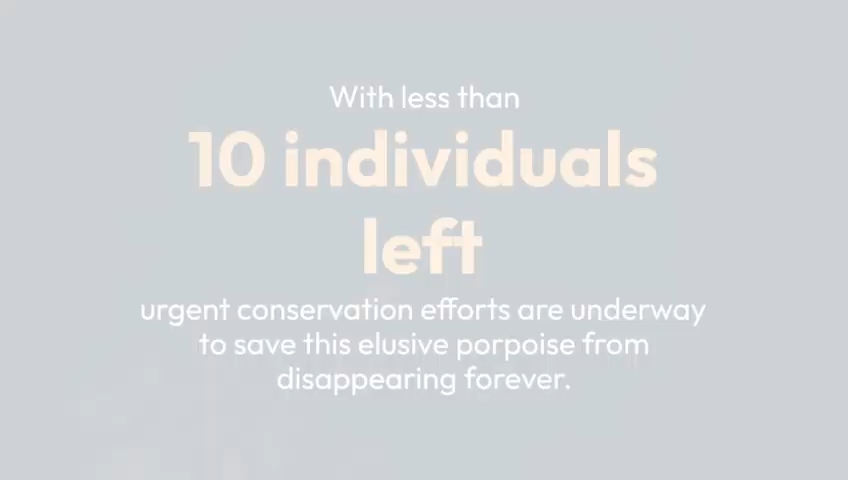 With less than
10 individuals
left
urgent conservation efforts are underway
to save this elusive porpoise from
disappearing forever.